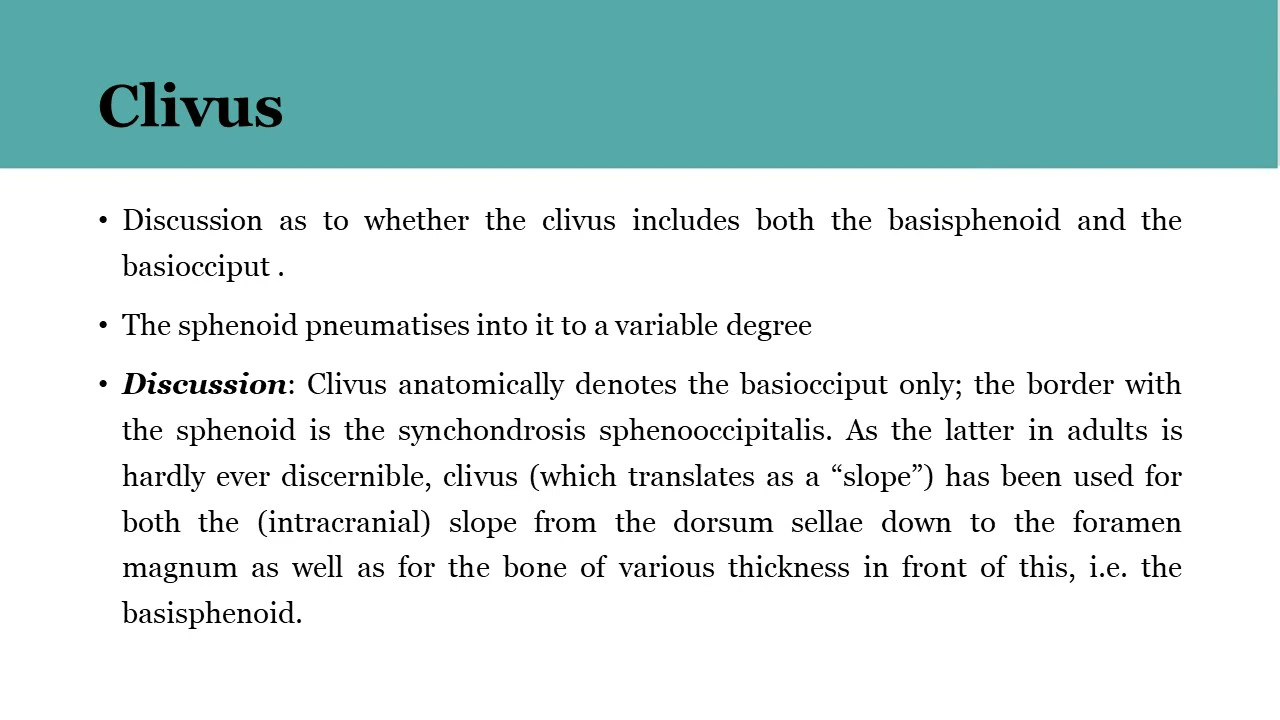 Clivus
• Discussion as to whether the clivus includes both the basisphenoid and the
basiocciput .
• The sphenoid pneumatises into it to a variable degree
• Discussion: Clivus anatomically denotes the basiocciput only; the border with
the sphenoid is the synchondrosis sphenooccipitalis. As the latter in adults is
hardly ever discernible, clivus (which translates as a “slope”) has been used for
both the (intracranial) slope from the dorsum sellae down to the foramen
magnum as well as for the bone of various thickness in front of this, i.e. the
basisphenoid.